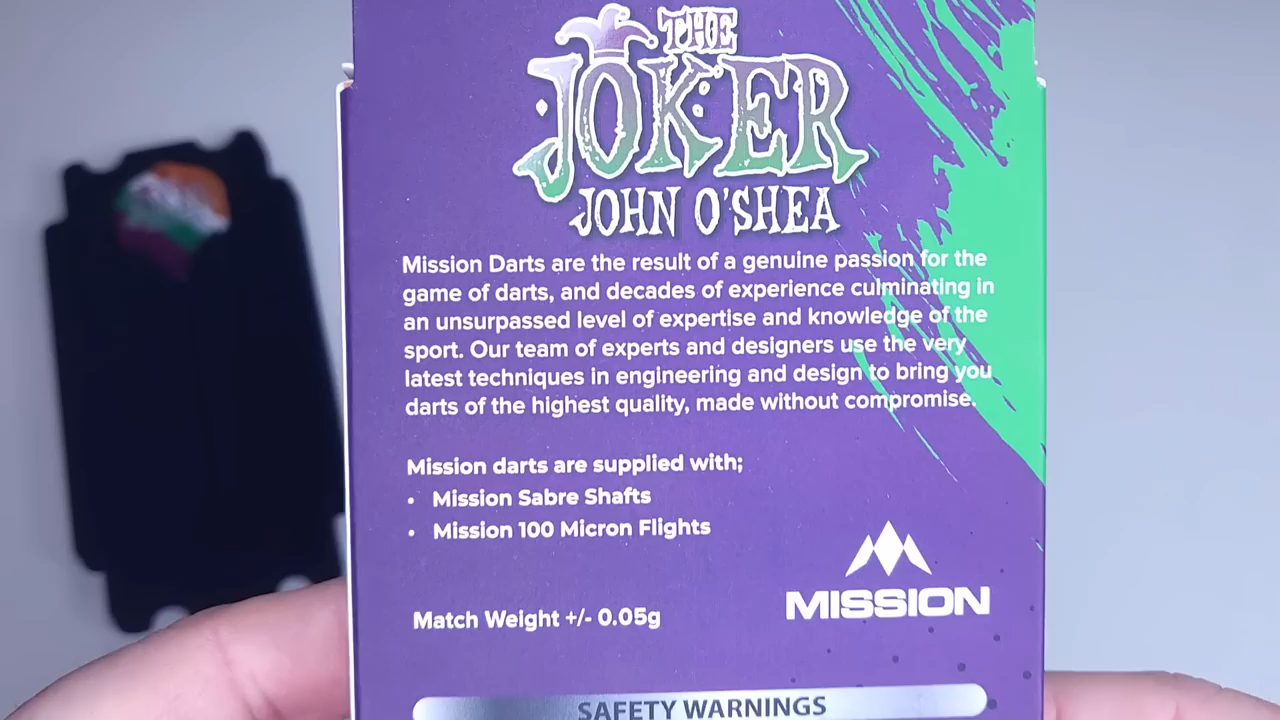 THE
JOKER
JOHN O'SHEA
Mission Darts are the result of a genuine passion for the
game of darts, and decades of experience culminating in
an unsurpassed level of expertise and knowledge of the
sport. Our team of experts and designers use the very
latest techniques in engineering and design to bring you
darts of the highest quality, made without compromise.
Mission darts are supplied with;
• Mission Sabre Shafts
• Mission 100 Micron Flights
MISSION
Match Weight +/- 0.05g
SAFETY WARNINGS